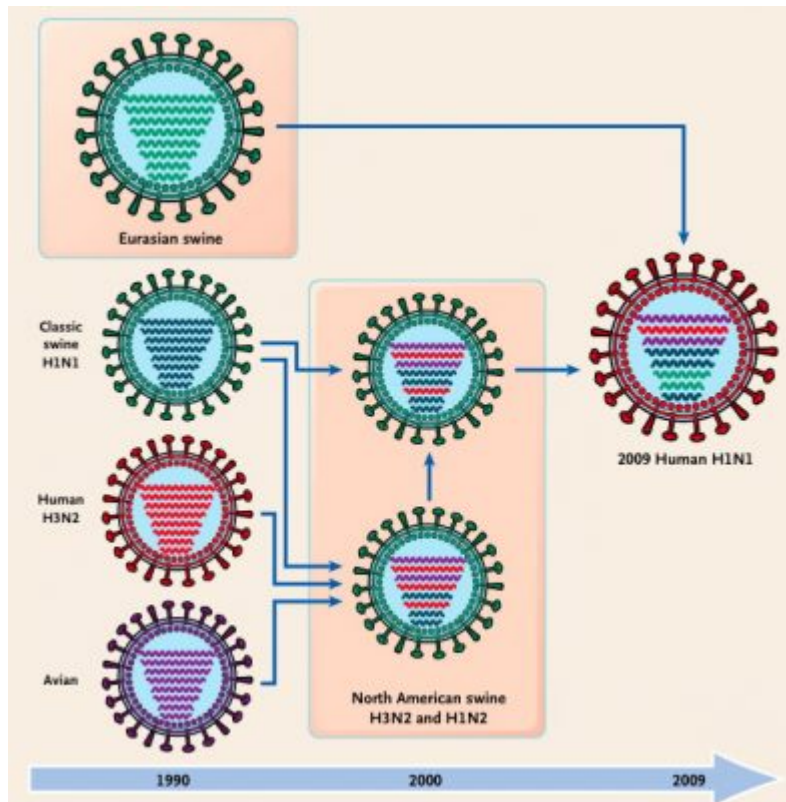 Eurasian swine
Classic
swine
H1N1
Human
H3N2
Avian
North American swine
H3N2 and H1N2
2009 Human H1N1
1990
2000
2009